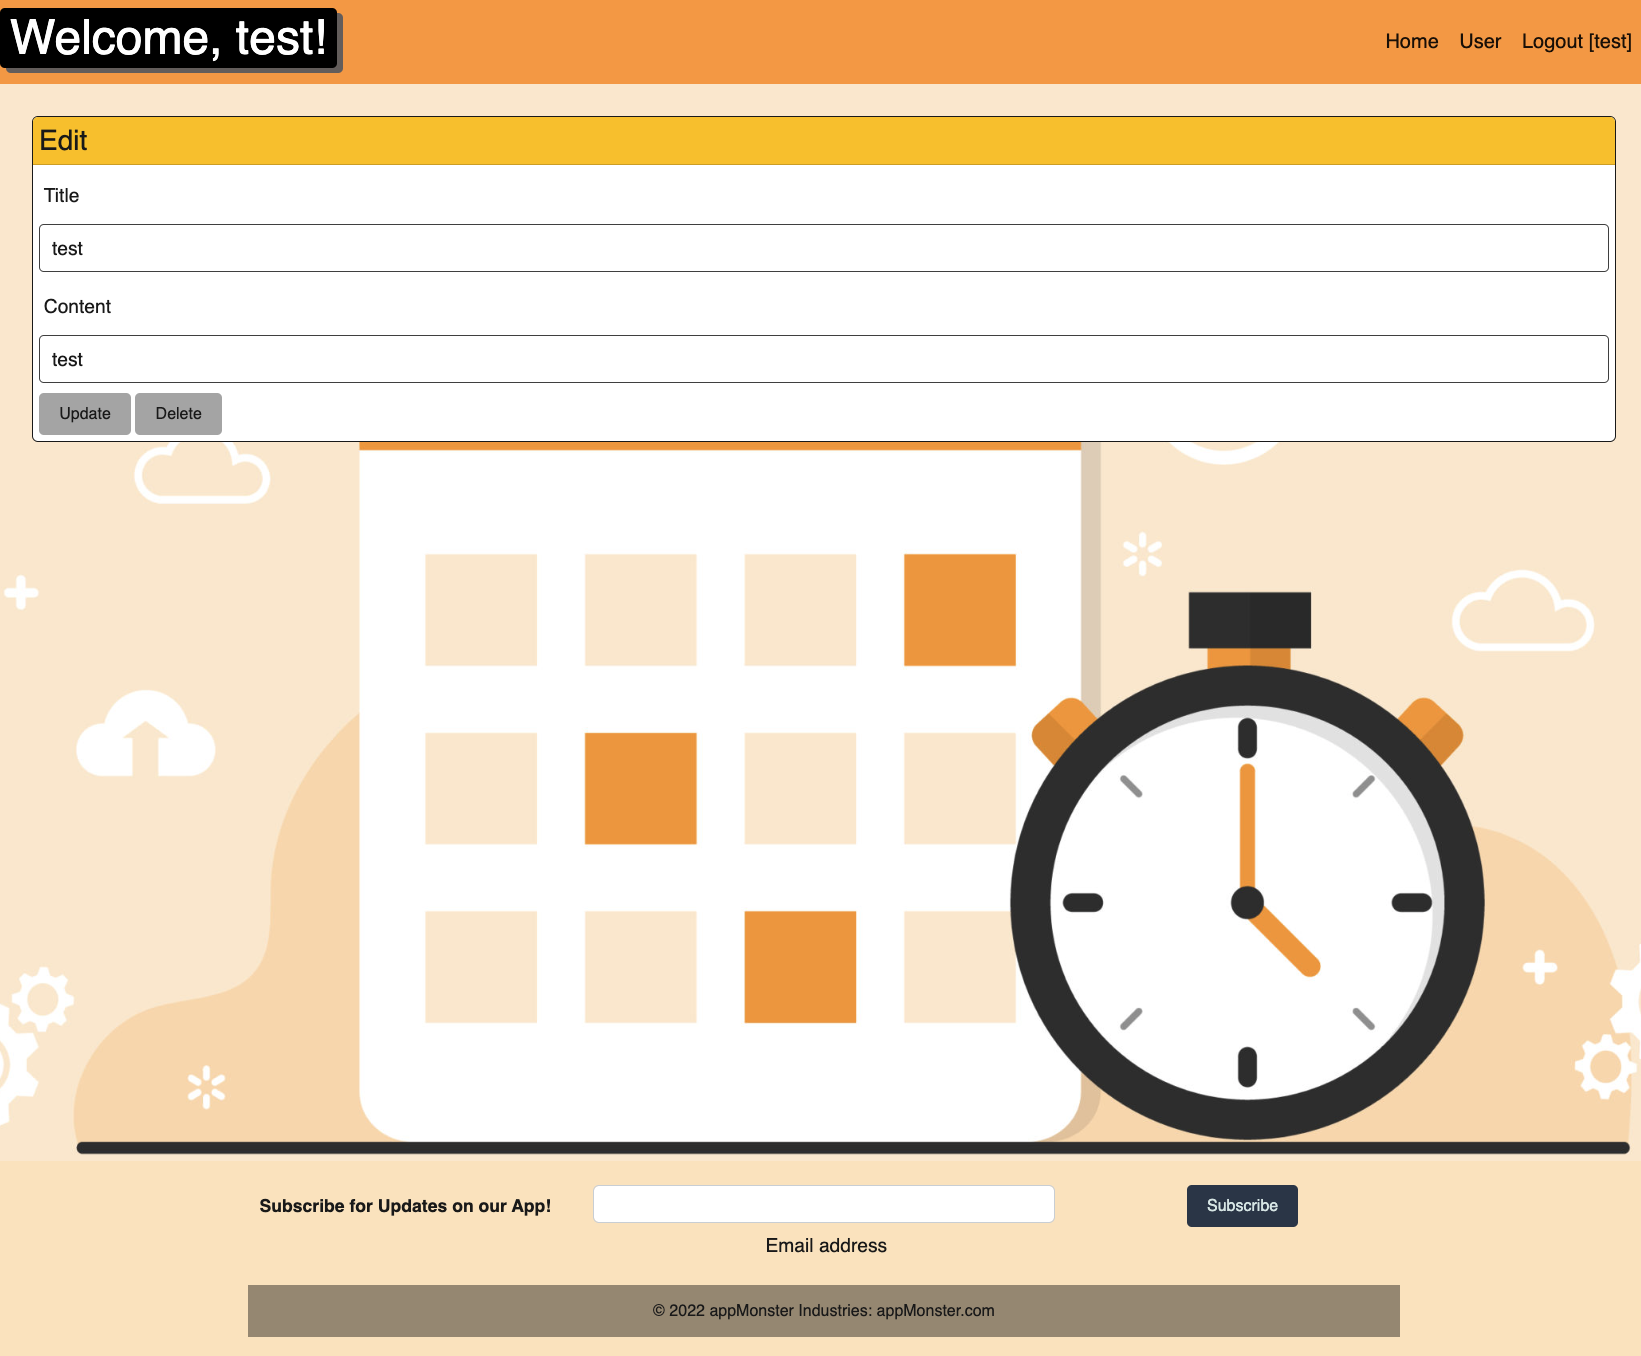 Welcome, test!
Home User Logout [test]
Edit
Title
test
Content
test
Update Delete
Subscribe for Updates on our App! Subscribe
Email address
© 2022 appMonster Industries: appMonster.com